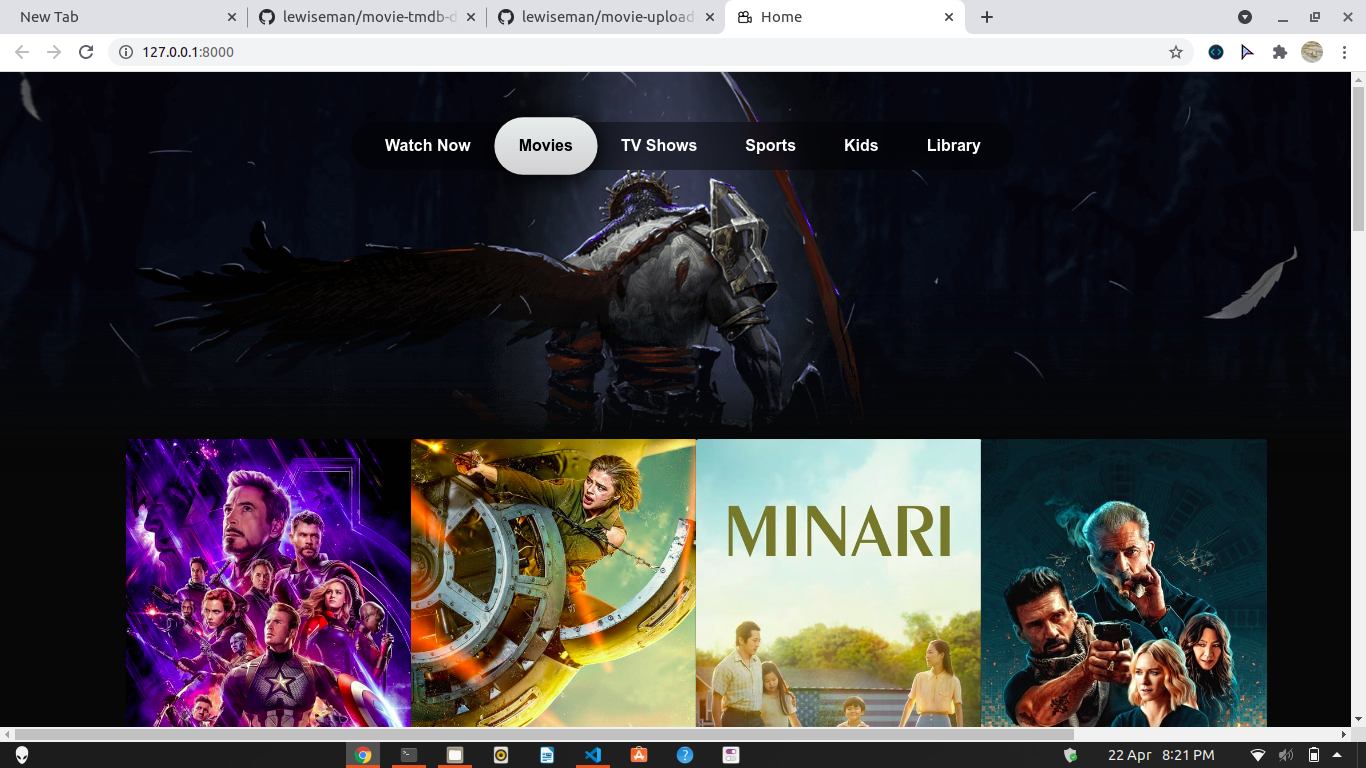 New Tab
lewiseman/movie-tmdb-d
lewiseman/movie-upload
Home
127.0.0.1:8000
Watch Now
Movies
TV Shows
Sports
Kids
Library
MINARI
22 Apr 8:21 PM